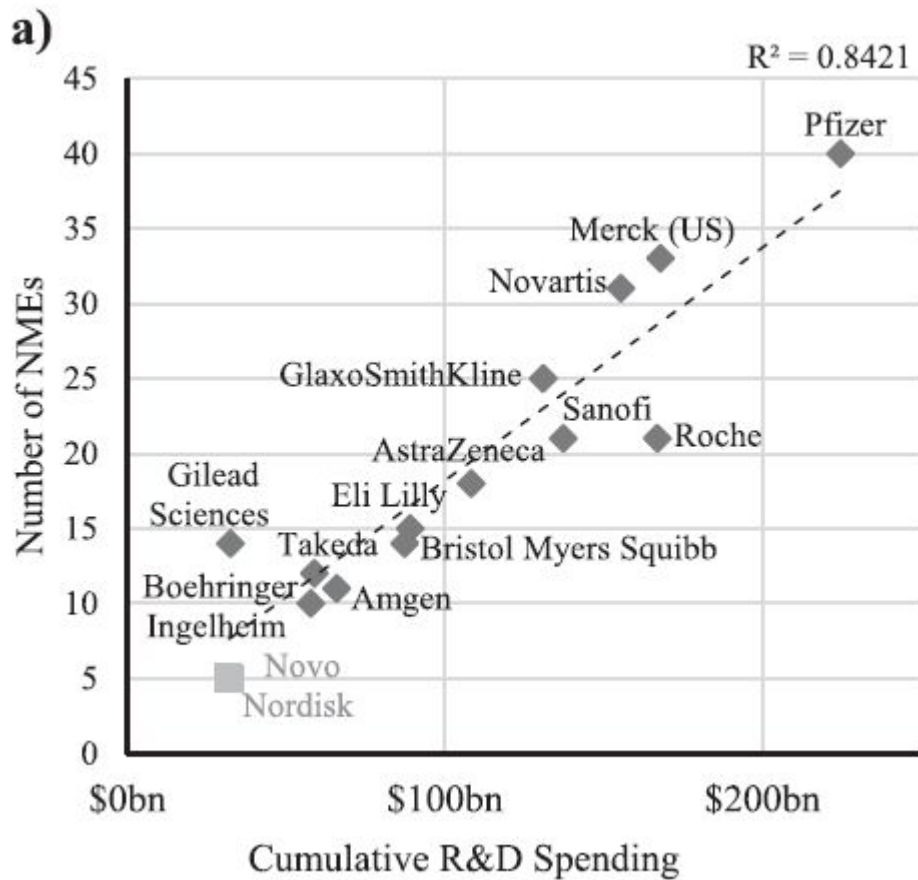 a)
R² = 0.8421
45
40
35
30
25
20
15
10
5
0
Number of NMEs
Pfizer
Merck (US)
Novartis
GlaxoSmithKline
Sanofi
Roche
AstraZeneca
Gilead
Sciences
Eli Lilly
Takeda
Bristol Myers Squibb
Boehringer
Ingelheim
Amgen
Novo
Nordisk
$0bn
$100bn
$200bn
Cumulative R&D Spending